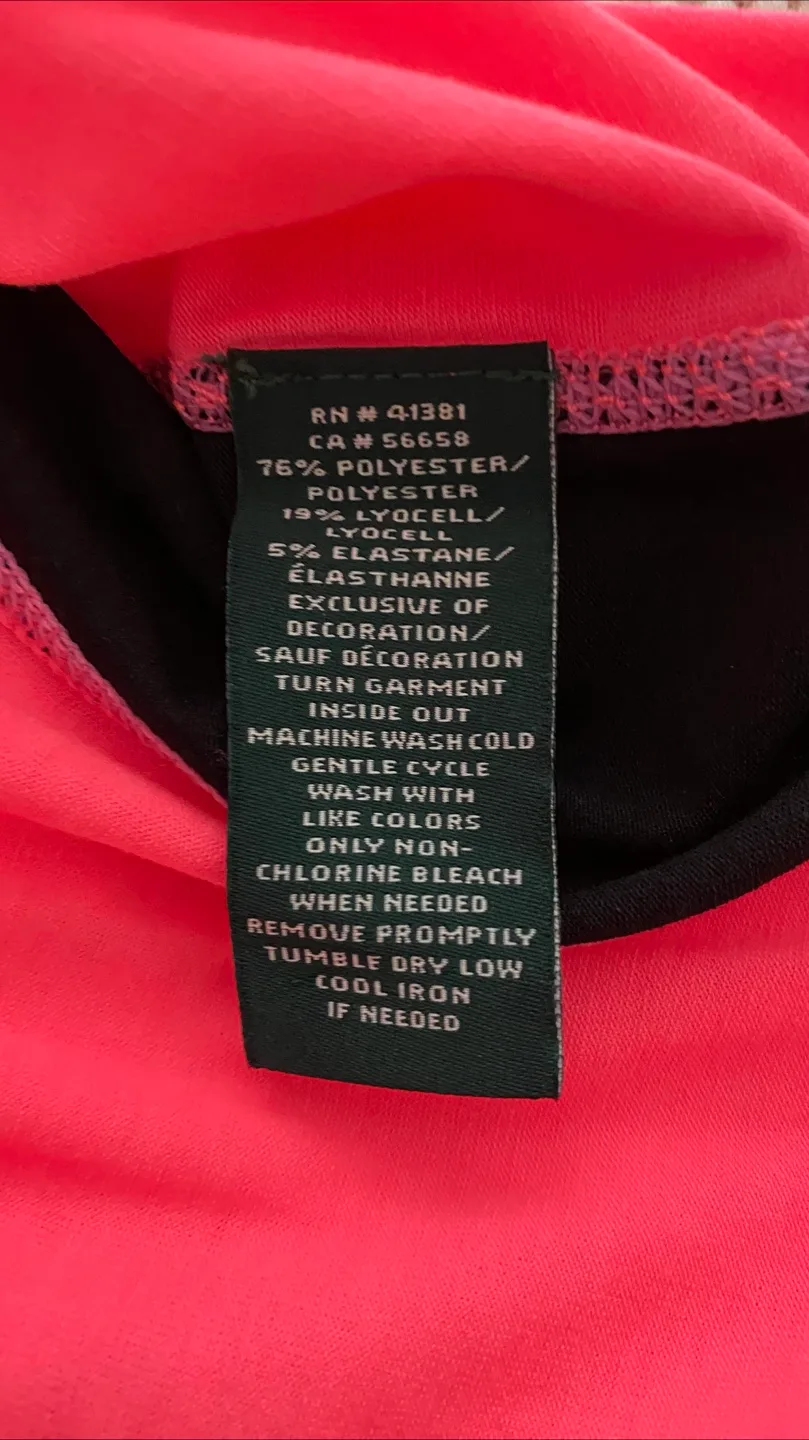 RN # 41381
CA # 56658
76% POLYESTER/
POLYESTER
19% LYOCELL/
LYOCELL
5% ELASTANE/
ÉLASTHANNE
EXCLUSIVE OF
DECORATION/
SAUF DÉCORATION
TURN GARMENT
INSIDE OUT
MACHINE WASH COLD
GENTLE CYCLE
WASH WITH
LIKE COLORS
ONLY NON-
CHLORINE BLEACH
WHEN NEEDED
REMOVE PROMPTLY
TUMBLE DRY LOW
COOL IRON
IF NEEDED